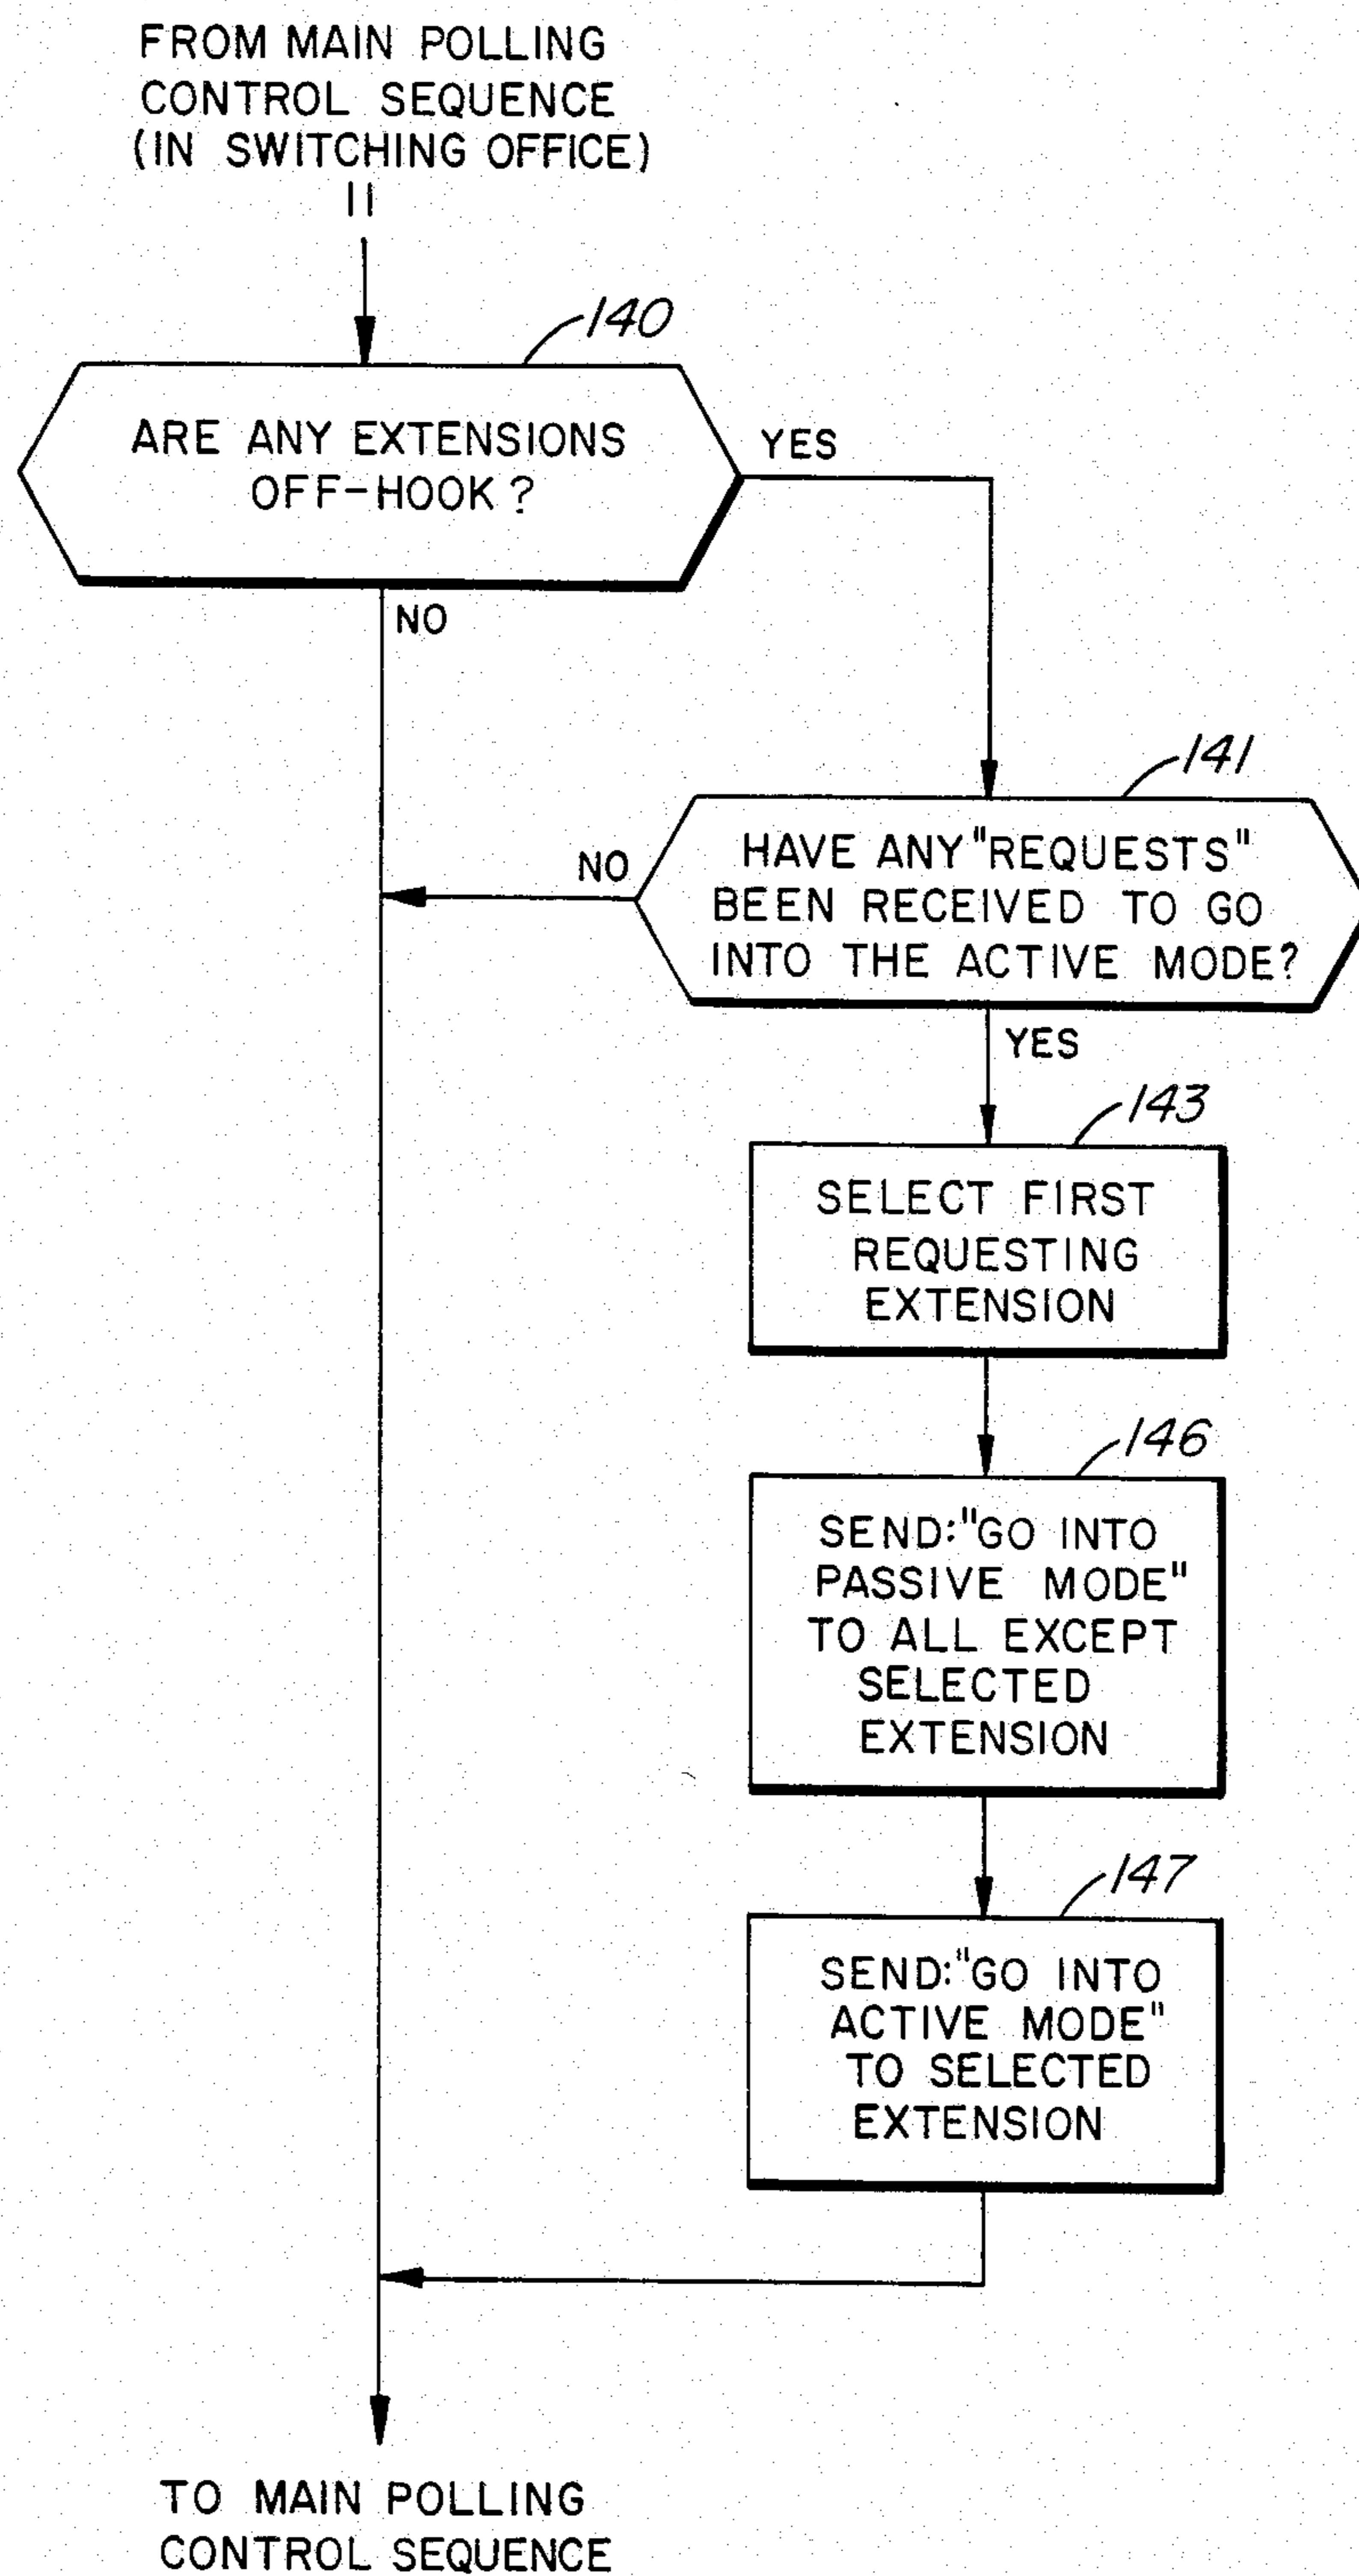 FROM MAIN POLLING
CONTROL SEQUENCE
(IN SWITCHING OFFICE)
140
ARE ANY EXTENSIONS
OFF-HOOK?
YES
NO
141
HAVE ANY "REQUESTS"
BEEN RECEIVED TO GO
INTO THE ACTIVE MODE?
NO
YES
143
SELECT FIRST
REQUESTING
EXTENSION
146
SEND: "GO INTO
PASSIVE MODE"
TO ALL EXCEPT
SELECTED
EXTENSION
147
SEND: "GO INTO
ACTIVE MODE"
TO SELECTED
EXTENSION
TO MAIN POLLING
CONTROL SEQUENCE